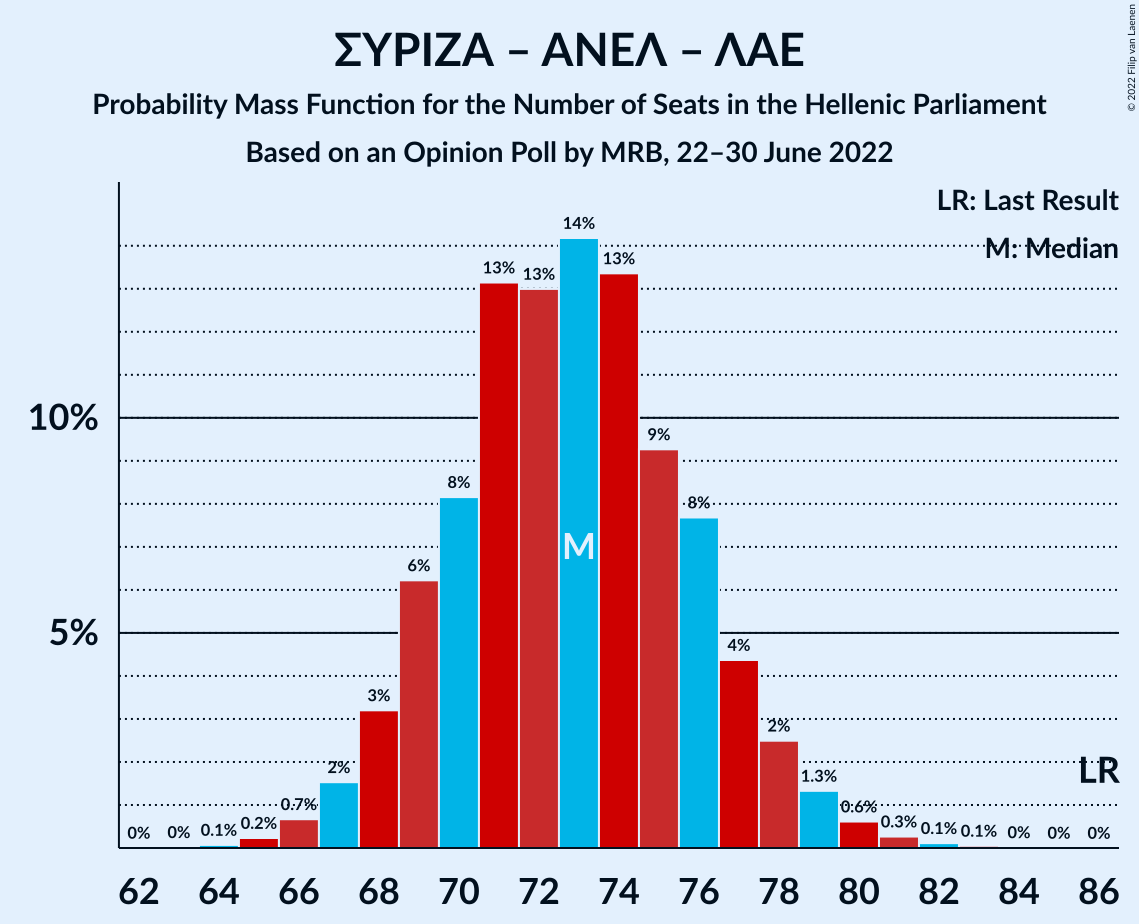 ΣΥΡΙΖΑ – ΑΝΕΛ – ΛΑΕ
Probability Mass Function for the Number of Seats in the Hellenic Parliament
Based on an Opinion Poll by MRB, 22–30 June 2022
© 2022 Filip van Laenen
LR: Last Result
M: Median
10%
5%
0% 0% 0.1% 0.2% 0.7% 2% 3% 6% 8% 13% 13% 14% 13% 9% 8% 4% 2% 1.3% 0.6% 0.3% 0.1% 0.1% 0% 0% 0%
M
LR
62 64 66 68 70 72 74 76 78 80 82 84 86